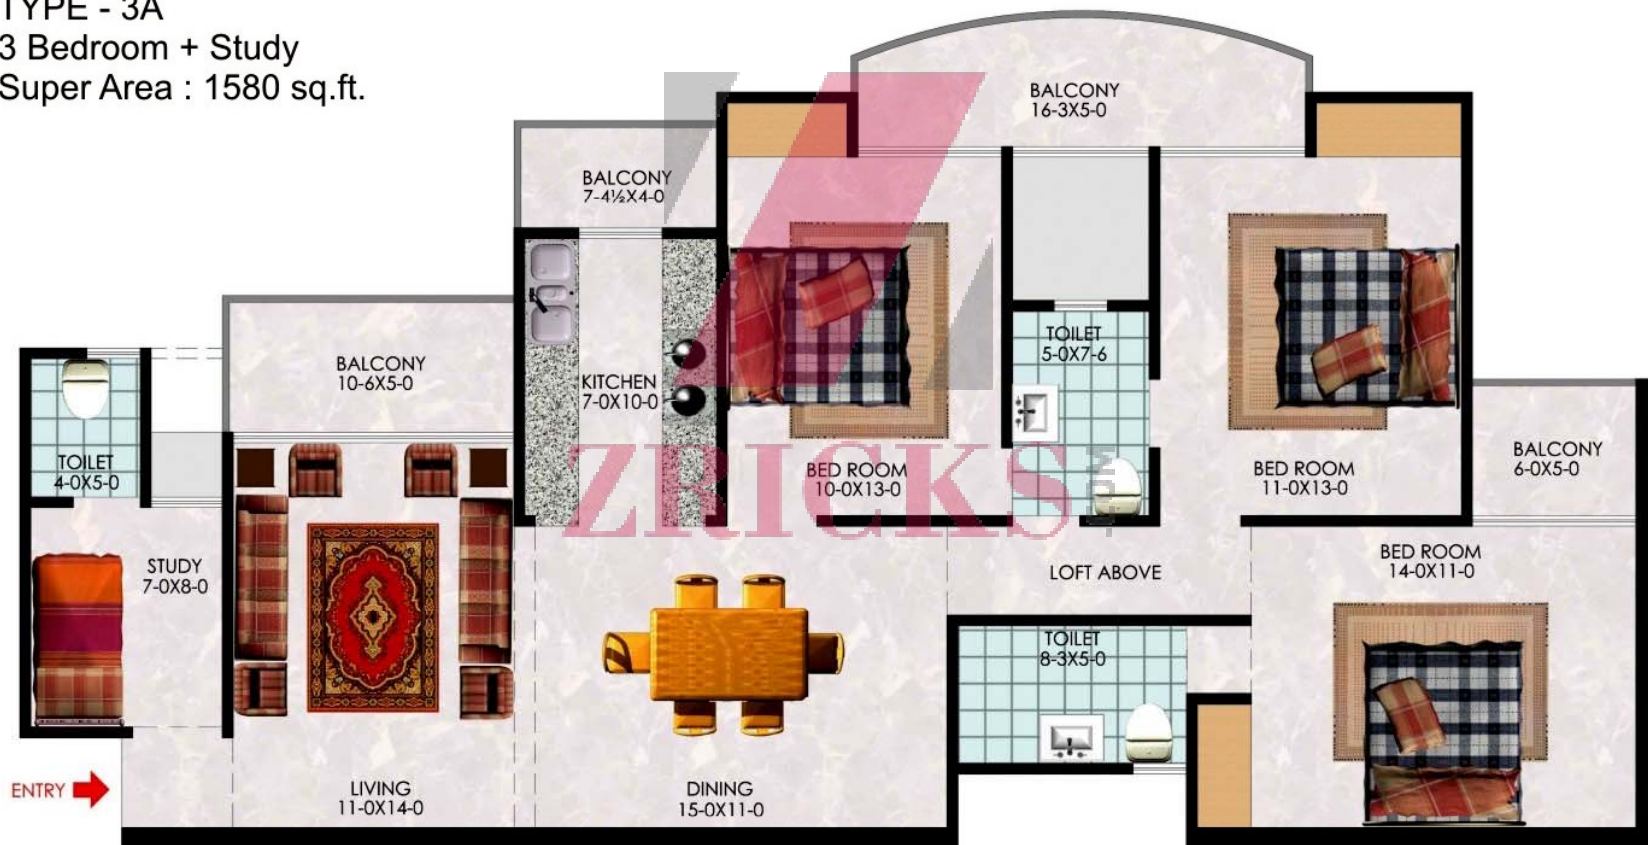 TYPE - 3A
3 Bedroom + Study
Super Area : 1580 sq.ft.
BALCONY
16-3X5-0
BALCONY
7-4½X4-0
BALCONY
10-6X5-0
KITCHEN
7-0X10-0
TOILET
5-0X7-6
TOILET
4-0X5-0
BED ROOM
10-0X13-0
BED ROOM
11-0X13-0
BALCONY
6-0X5-0
ZRICKS
STUDY
7-0X8-0
LOFT ABOVE
BED ROOM
14-0X11-0
TOILET
8-3X5-0
ENTRY
LIVING
11-0X14-0
DINING
15-0X11-0